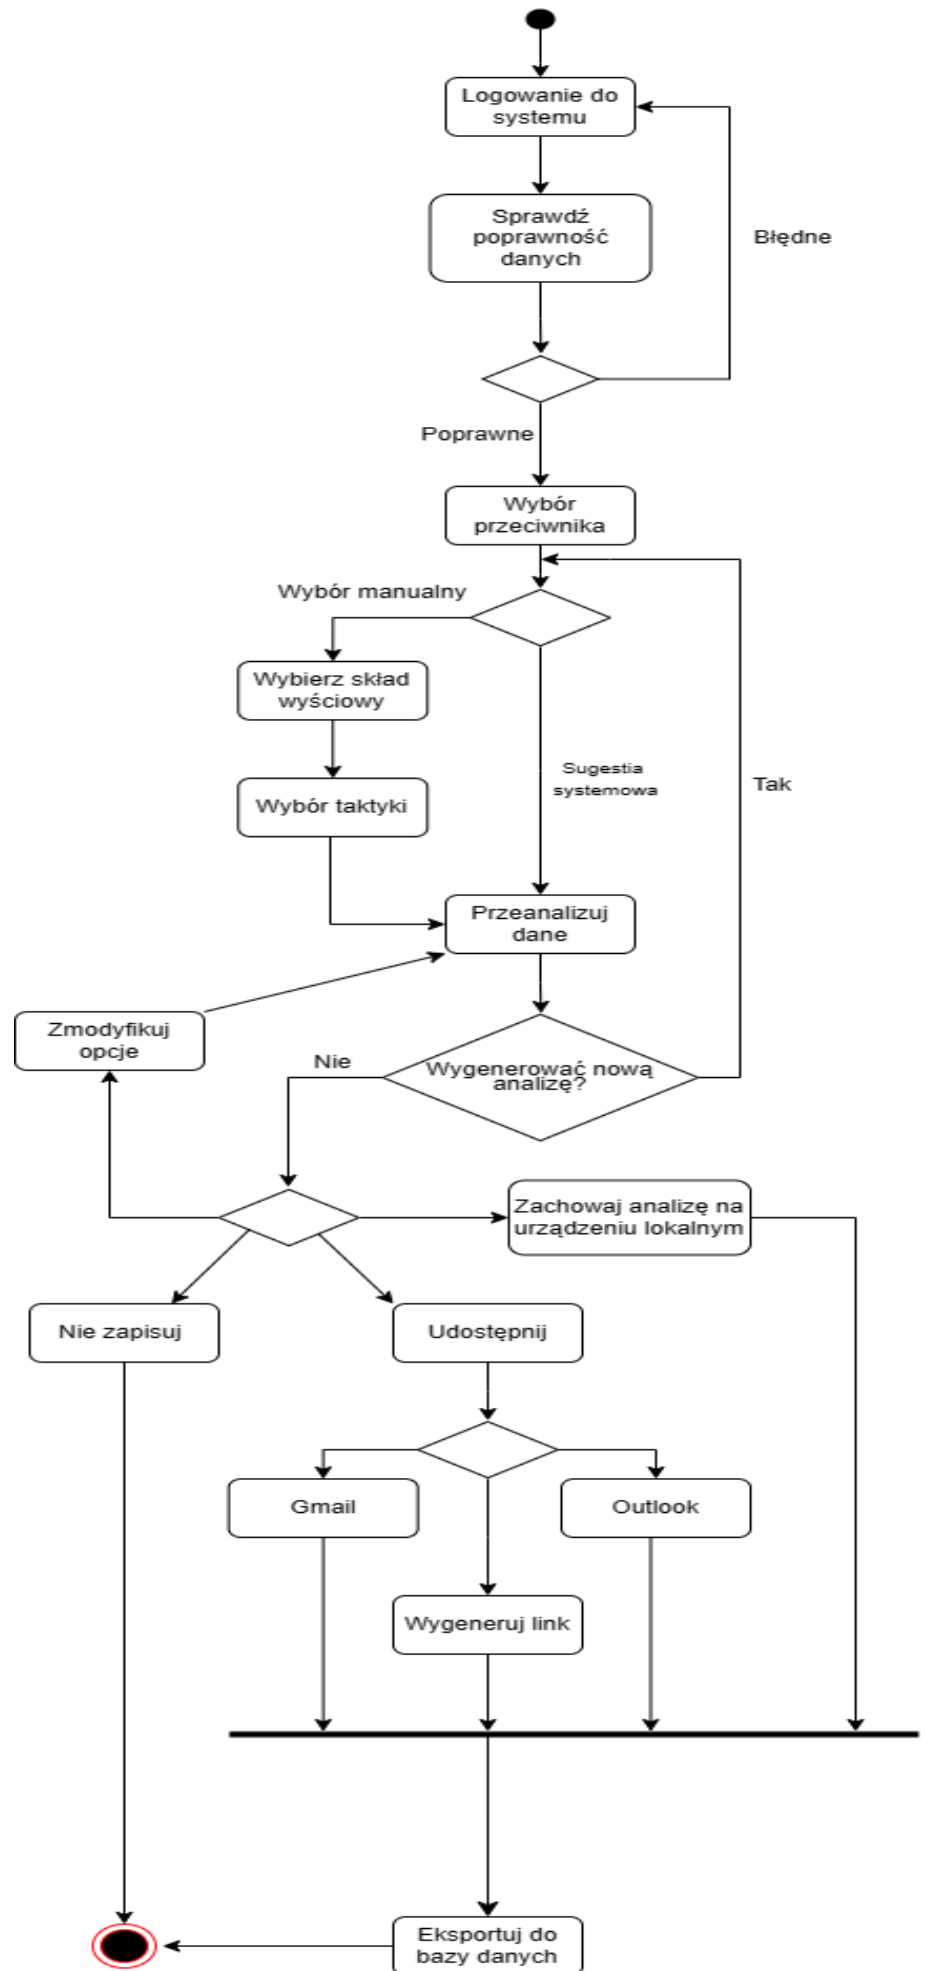 Logowanie do
systemu
Sprawdź
poprawność
danych
Błędne
Poprawne
Wybór
przeciwnika
Wybór manualny
Wybierz skład
wyściowy
Sugestia
systemowa
Tak
Wybór taktyki
Przeanalizuj
dane
Zmodyfikuj
opcje
Nie
Wygenerować nową
analizę?
Zachowaj analizę na
urządzeniu lokalnym
Nie zapisuj
Udostępnij
Gmail
Outlook
Wygeneruj link
Eksportuj do
bazy danych